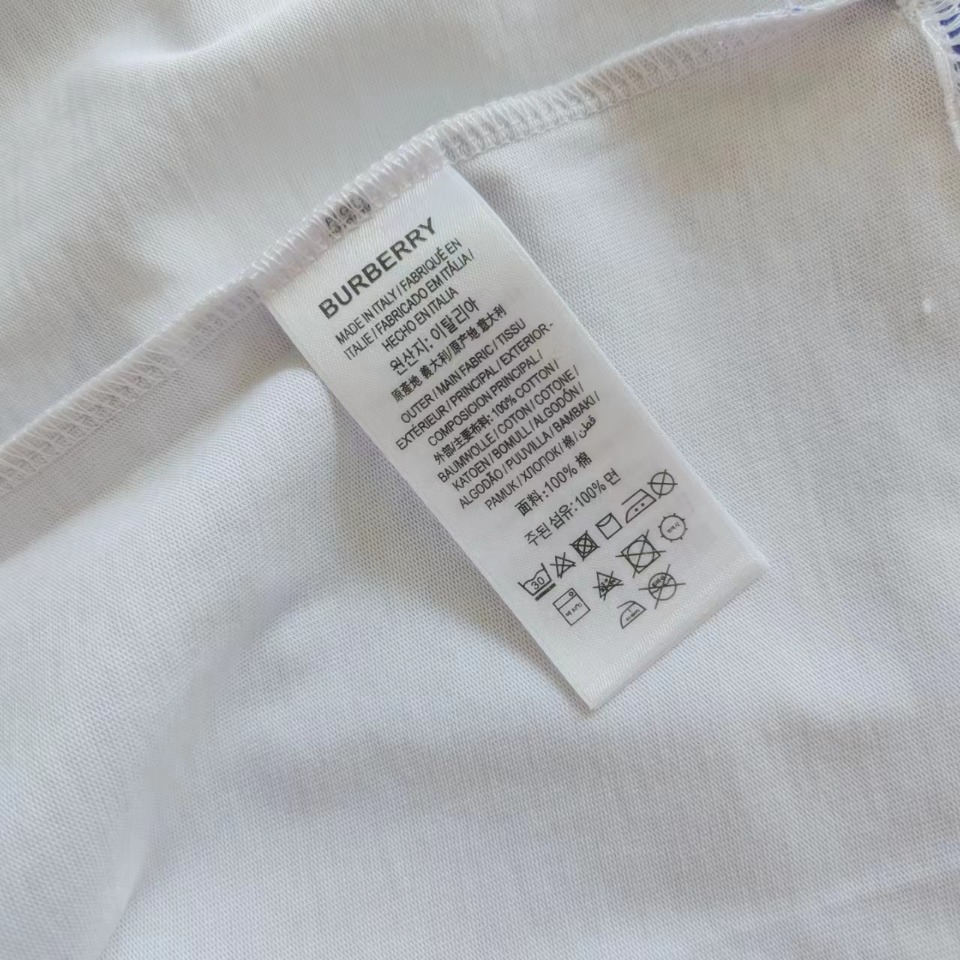 BURBERRY
MADE IN ITALY / FABRIQUÉ EN
ITALIE / FABRICADO EM ITÁLIA /
HECHO EN ITALIA
원산지: 이탈리아
原產地 義大利/原产地 意大利
OUTER / MAIN FABRIC / TISSU
EXTÉRIEUR / PRINCIPAL / EXTERIOR-
COMPOSICION PRINCIPAL /
外部/主要布料: 100% COTTON /
BAUMWOLLE / COTON / COTONE /
KATOEN / BOMULL / ALGODÓN /
ALGODÃO / PUUVILLA / BAMBAKI /
PAMUK / ХЛОПОК / 棉 / قطن
面料:100% 棉
주된 섬유:100% 면
30